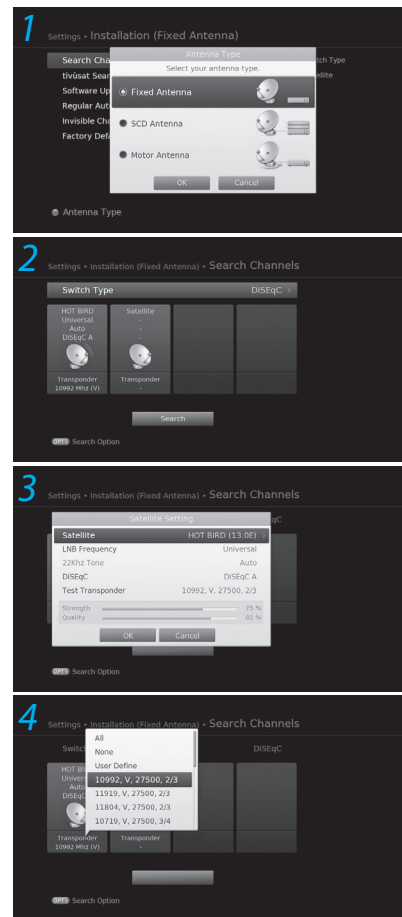 1
Settings • Installation (Fixed Antenna)
Antenna Type
Select your antenna type.
Search Cha
tch Type
tivùsat Sear
ellite
Software Up
Fixed Antenna
Regular Aut
Invisible Cha
SCD Antenna
Factory Defa
Motor Antenna
OK Cancel
Antenna Type
2
Settings • Installation (Fixed Antenna) • Search Channels
Switch Type DiSEqC >
HOT BIRD Satellite
Universal -
Auto -
DiSEqC A -
Transponder Transponder
10992 Mhz (V) -
Search
OPT+ Search Option
3
Settings • Installation (Fixed Antenna) • Search Channels
Satellite Setting
qC
Satellite HOT BIRD (13.0E) >
LNB Frequency Universal
22Khz Tone Auto
DiSEqC DiSEqC A
Test Transponder 10992, V, 27500, 2/3
Strength 75 %
Quality 81 %
OK Cancel
OPT+ Search Option
4
Settings • Installation (Fixed Antenna) • Search Channels
All
Switc DiSEqC
None
User Define
HOT BI
10992, V, 27500, 2/3
Univer
Auto
11919, V, 27500, 2/3
DiSEqC
11804, V, 27500, 2/3
10719, V, 27500, 3/4
Transponder Transponder
10992 Mhz (V) -
OPT+ Search Option